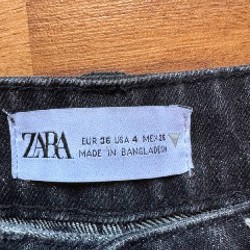 ZARA
EUR 36 USA 4 MEX 26
MADE IN BANGLADESH